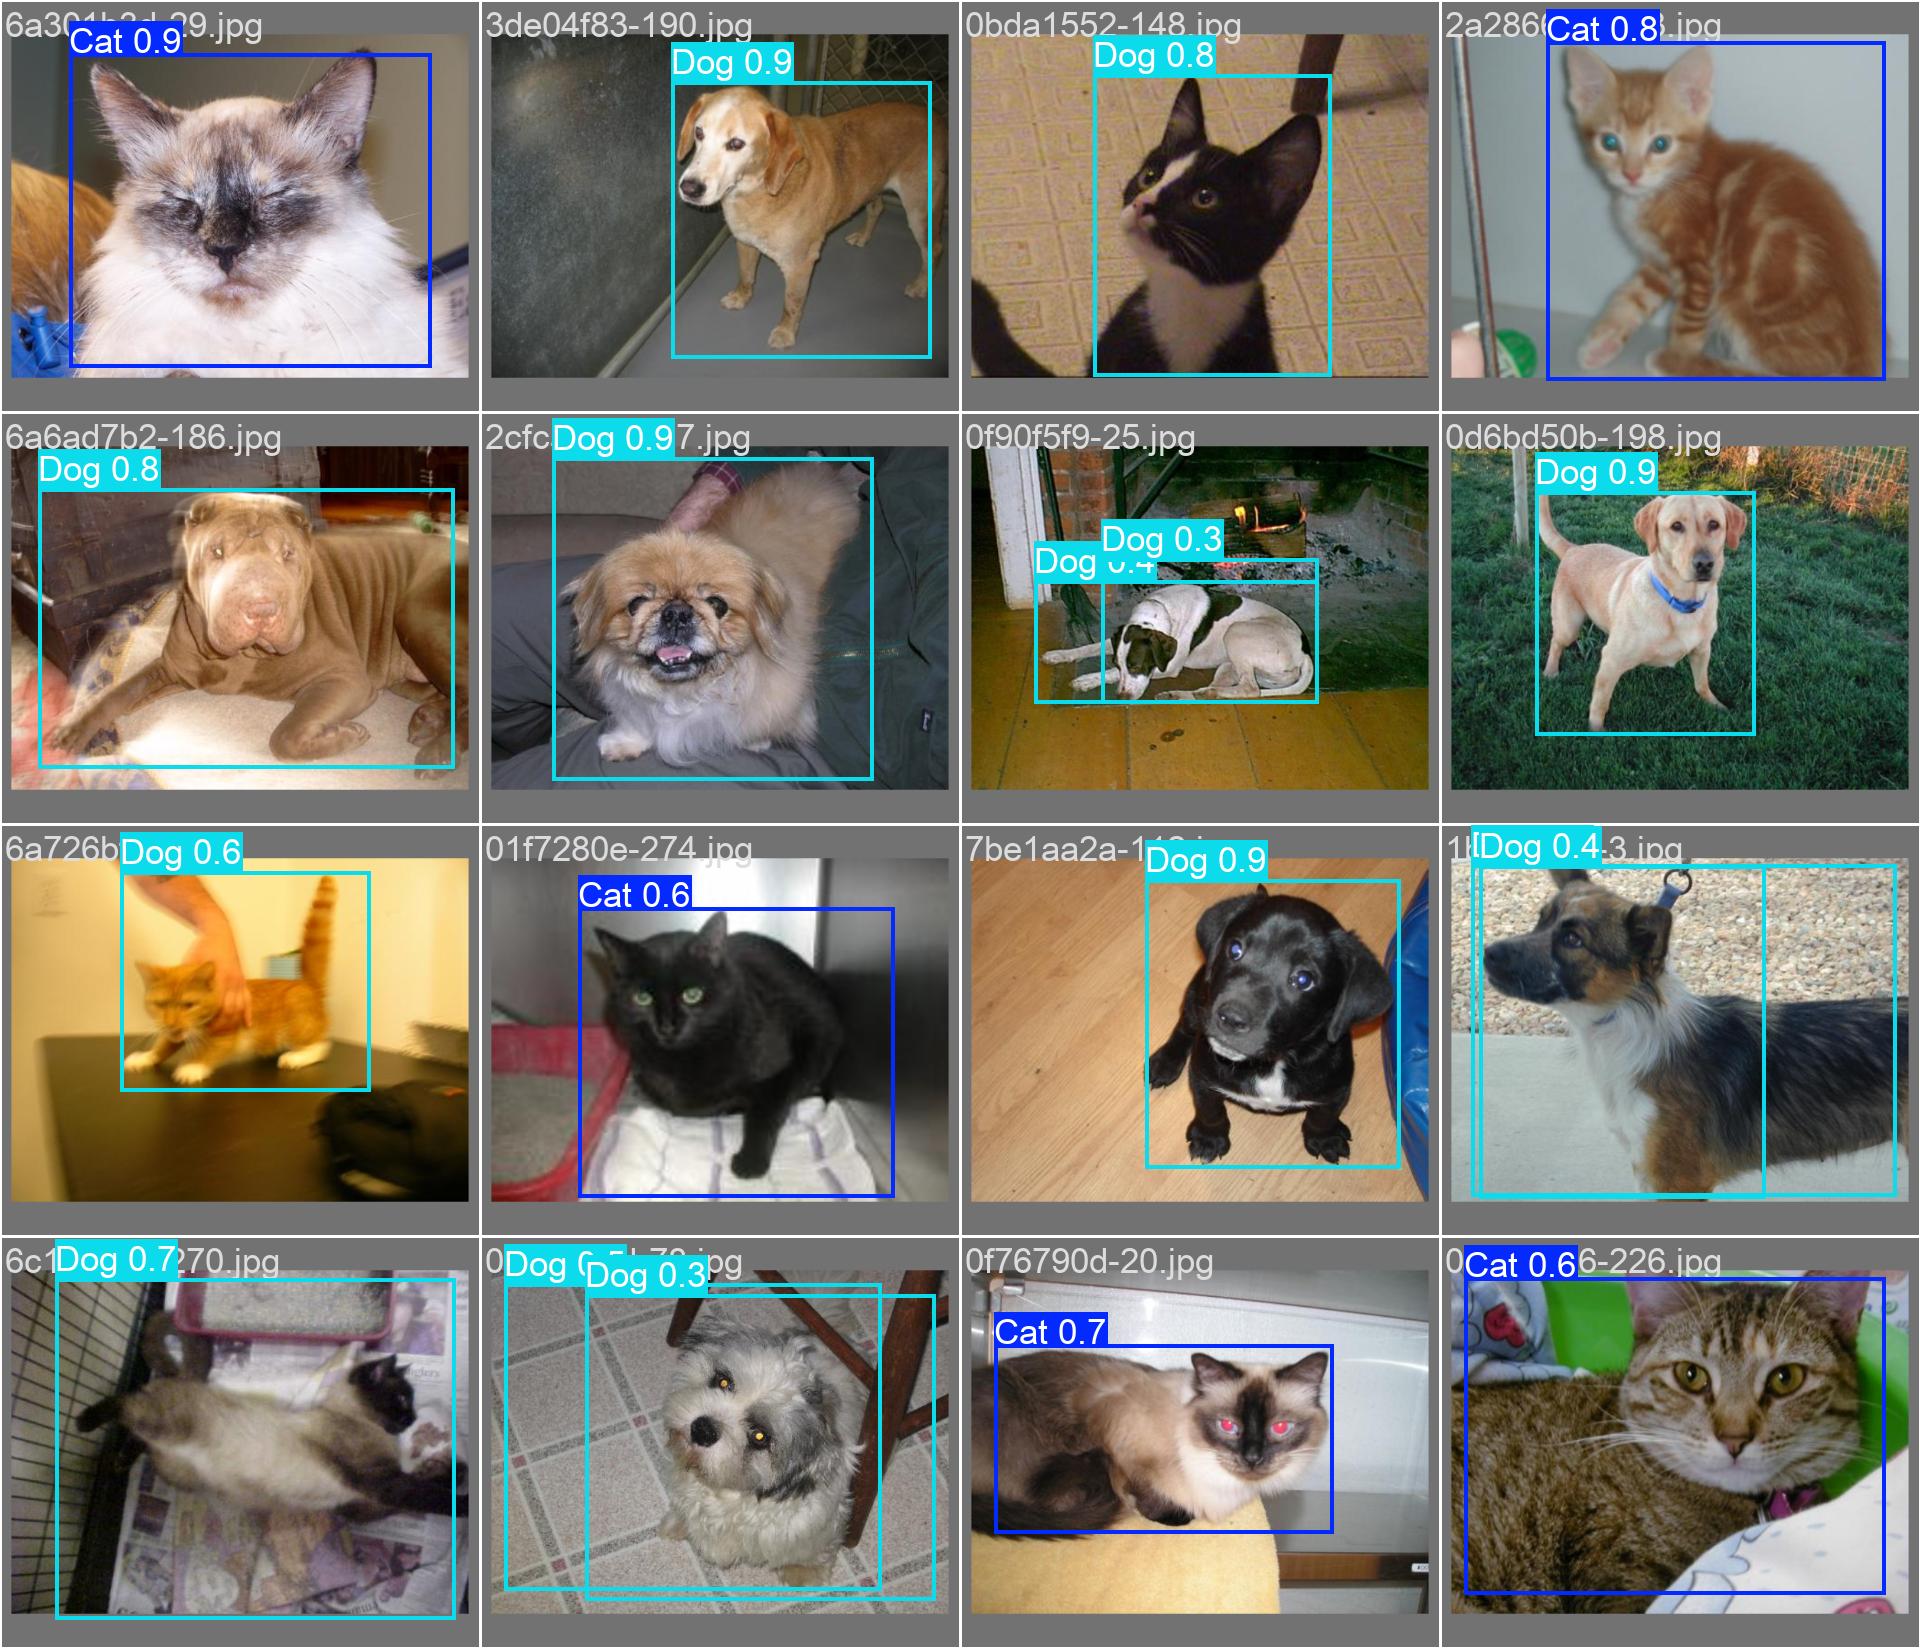 6a301b3d-29.jpg
Cat 0.9
3de04f83-190.jpg
Dog 0.9
0bda1552-148.jpg
Dog 0.8
2a286
.jpg
Cat 0.8
6a6ad7b2-186.jpg
Dog 0.8
2cfc
7.jpg
Dog 0.9
0f90f5f9-25.jpg
Dog 0.3
Dog 0.4
0d6bd50b-198.jpg
Dog 0.9
6a726b
Dog 0.6
01f7280e-274.jpg
Cat 0.6
7be1aa2a-1
Dog 0.9
-3.jpg
Dog 0.4
6c1
270.jpg
Dog 0.7
Dog
Dog 0.3
pg
0f76790d-20.jpg
Cat 0.7
6-226.jpg
Cat 0.6